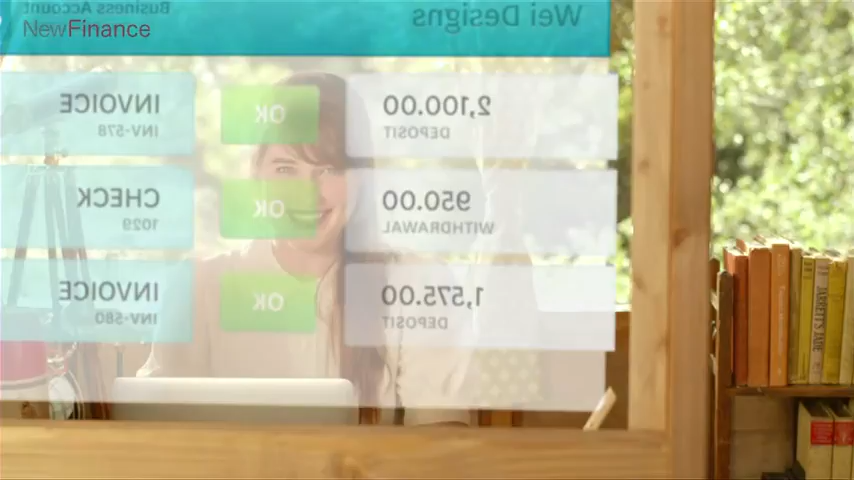 Business Account
Wei Designs
NewFinance
INVOICE
INV-578
OK
2,100.00
DEPOSIT
CHECK
1029
OK
950.00
WITHDRAWAL
INVOICE
INV-580
OK
1,575.00
DEPOSIT